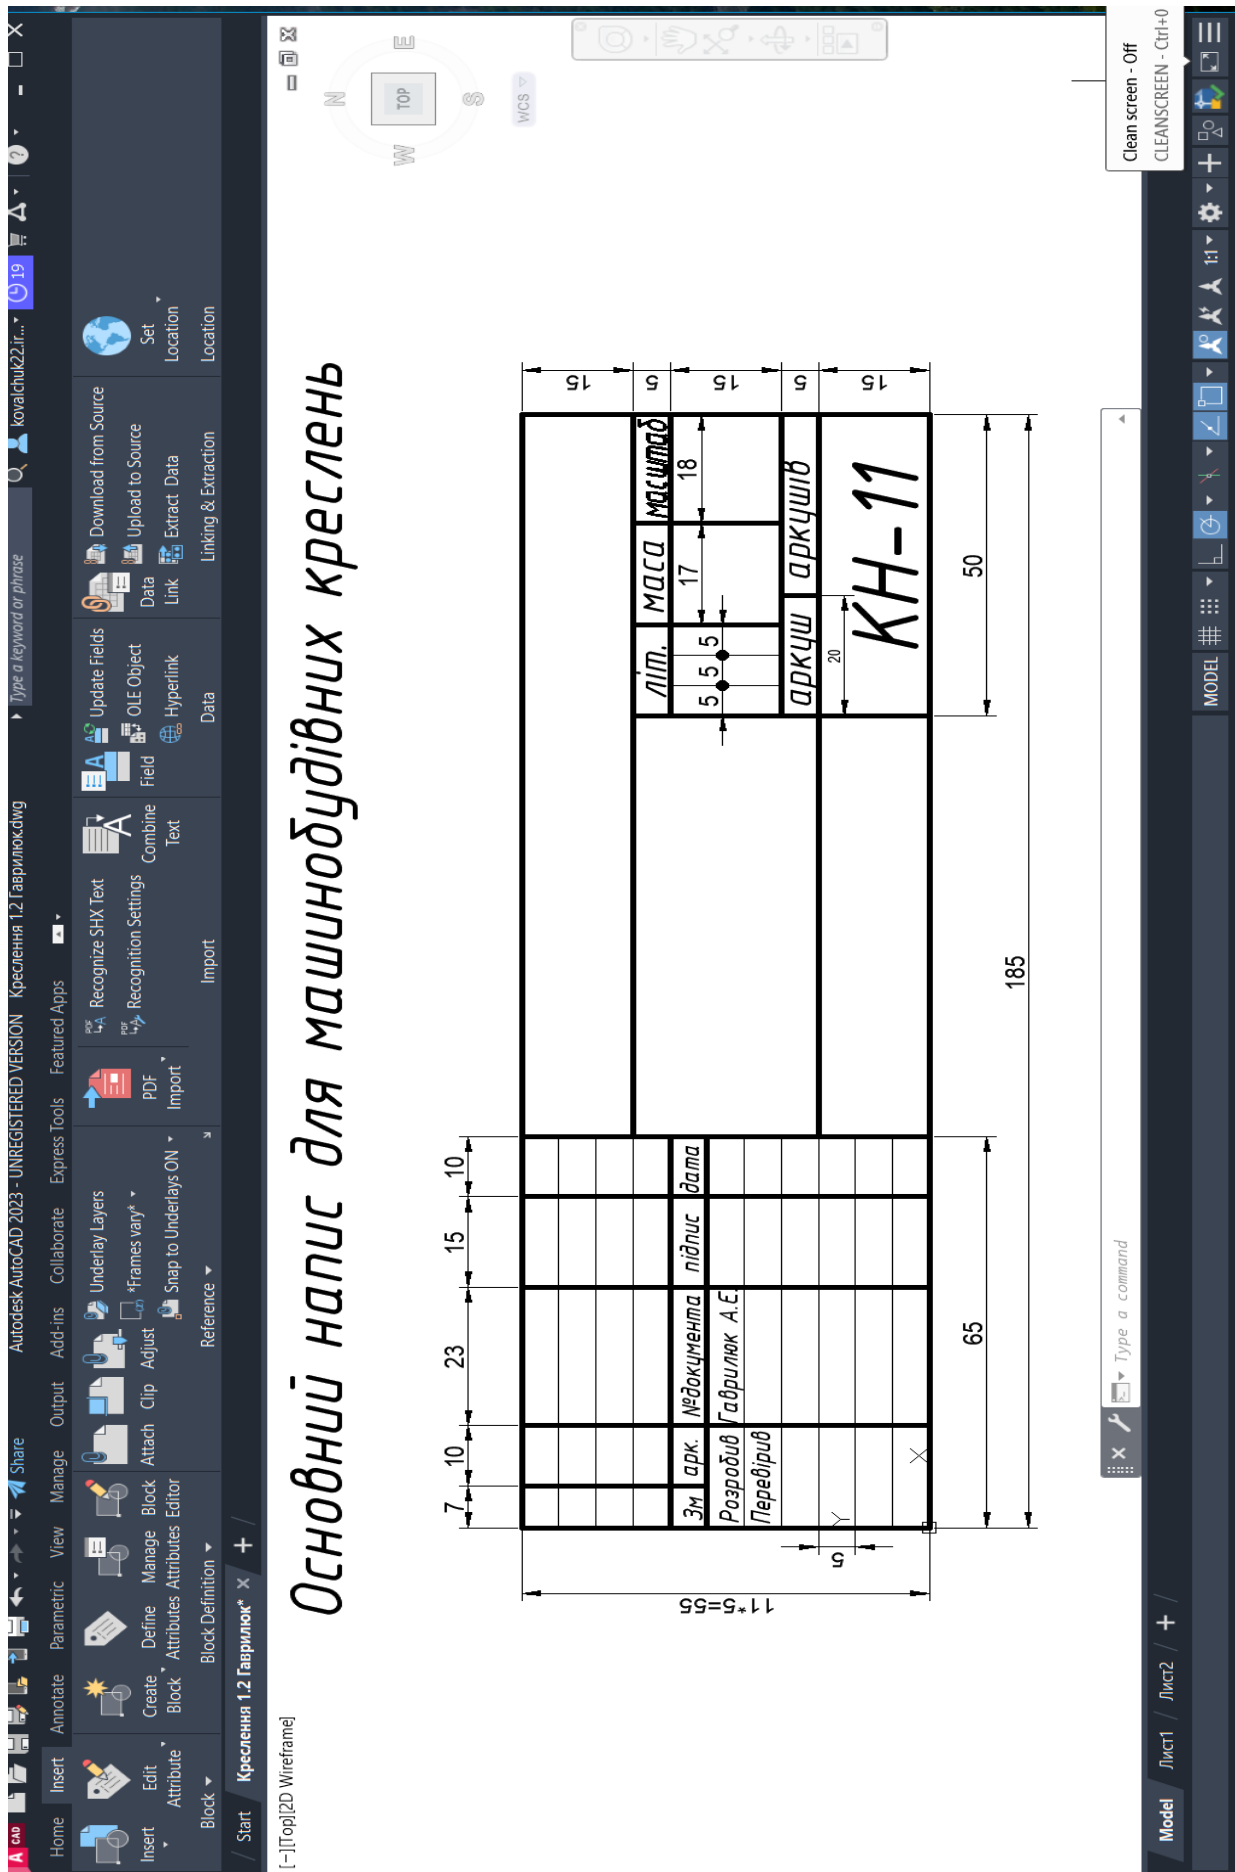 A CAD
Share
Autodesk AutoCAD 2023 - UNREGISTERED VERSION Креслення 1.2 Гаврилюк.dwg
Type a keyword or phrase
kovalchuk22.ir...
19
Home Insert Annotate Parametric View Manage Output Add-ins Collaborate Express Tools Featured Apps
Insert
Edit Attribute
Create Block
Define Attributes
Manage Attributes
Block Editor
Attach
Clip
Adjust
Underlay Layers
*Frames vary*
Snap to Underlays ON
PDF Import
Recognize SHX Text
Recognition Settings
Combine Text
Field
Update Fields
OLE Object
Hyperlink
Data Link
Download from Source
Upload to Source
Extract Data
Set Location
Block Block Definition Reference Import Data Linking & Extraction Location
Start Креслення 1.2 Гаврилюк*
[−][Top][2D Wireframe]
Основний напис для машинобудівних креслень
N
W TOP E
S
WCS
7 10 23 15 10
15
5
15
5
15
11*5=55
5
літ. маса масштаб
5 5 5 17 18
Зм арк. №документа підпис дата
Розробив Гаврилюк А.Е.
Перевірив
аркуш аркушів
20
КН-11
Y
X
65 50
185
Type a command
Clean screen - Off
CLEANSCREEN - Ctrl+0
Model Лист1 Лист2
MODEL 1:1